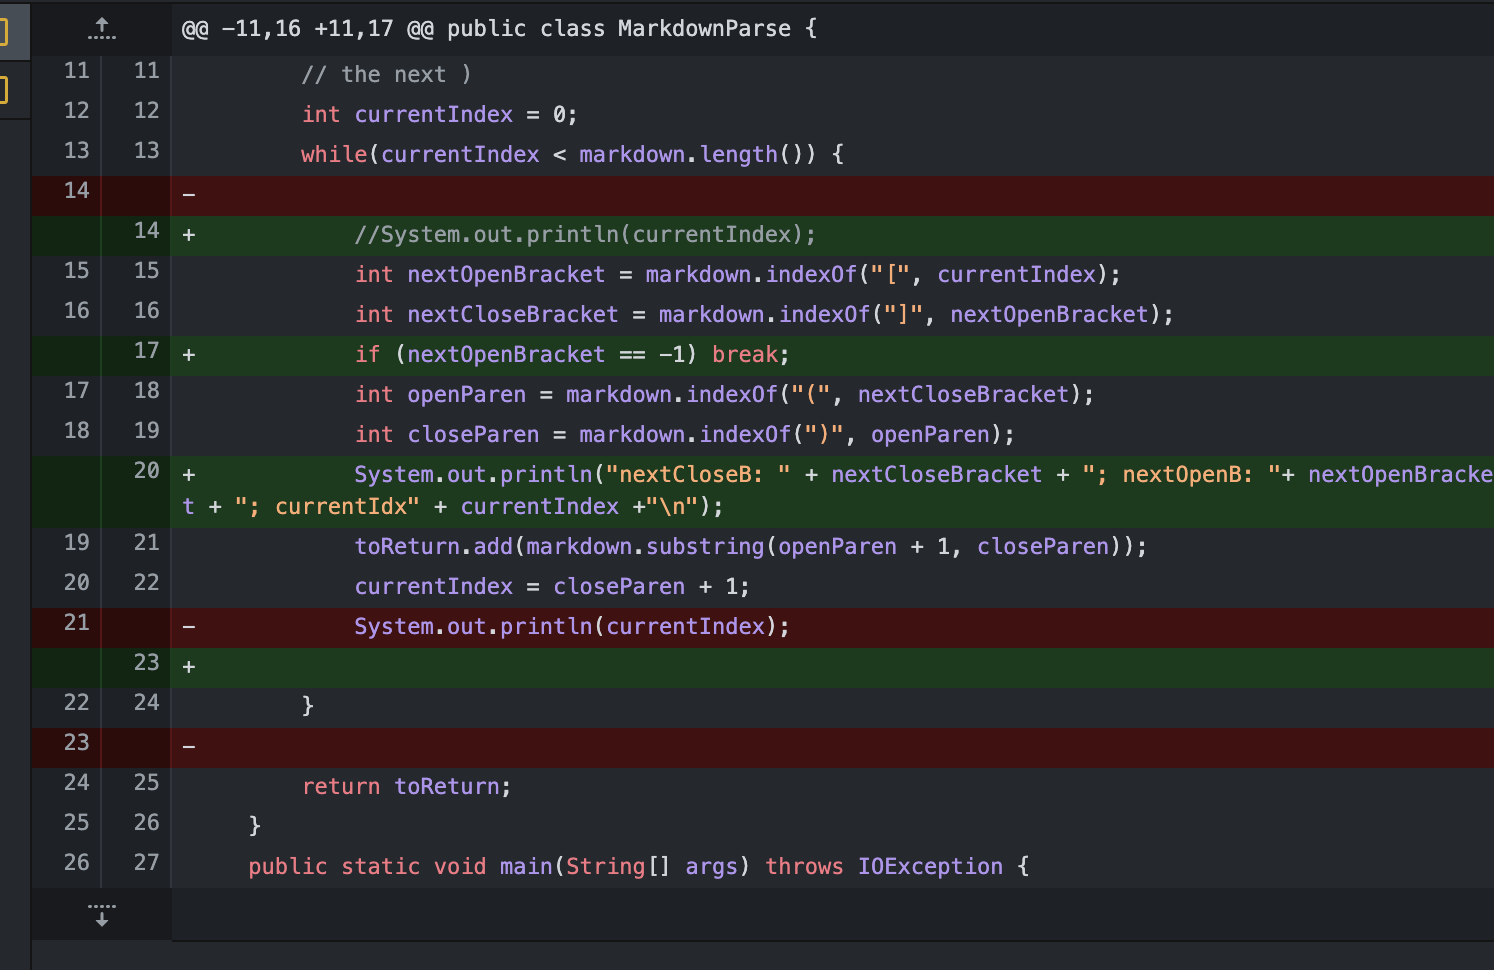 @@ -11,16 +11,17 @@ public class MarkdownParse {
11 11 // the next )
12 12 int currentIndex = 0;
13 13 while(currentIndex < markdown.length()) {
14 -
14 + //System.out.println(currentIndex);
15 15 int nextOpenBracket = markdown.indexOf("[", currentIndex);
16 16 int nextCloseBracket = markdown.indexOf("]", nextOpenBracket);
17 + if (nextOpenBracket == -1) break;
17 18 int openParen = markdown.indexOf("(", nextCloseBracket);
18 19 int closeParen = markdown.indexOf(")", openParen);
20 + System.out.println("nextCloseB: " + nextCloseBracket + "; nextOpenB: "+ nextOpenBracke
t + "; currentIdx" + currentIndex +"\n");
19 21 toReturn.add(markdown.substring(openParen + 1, closeParen));
20 22 currentIndex = closeParen + 1;
21 - System.out.println(currentIndex);
23 +
22 24 }
23 -
24 25 return toReturn;
25 26 }
26 27 public static void main(String[] args) throws IOException {